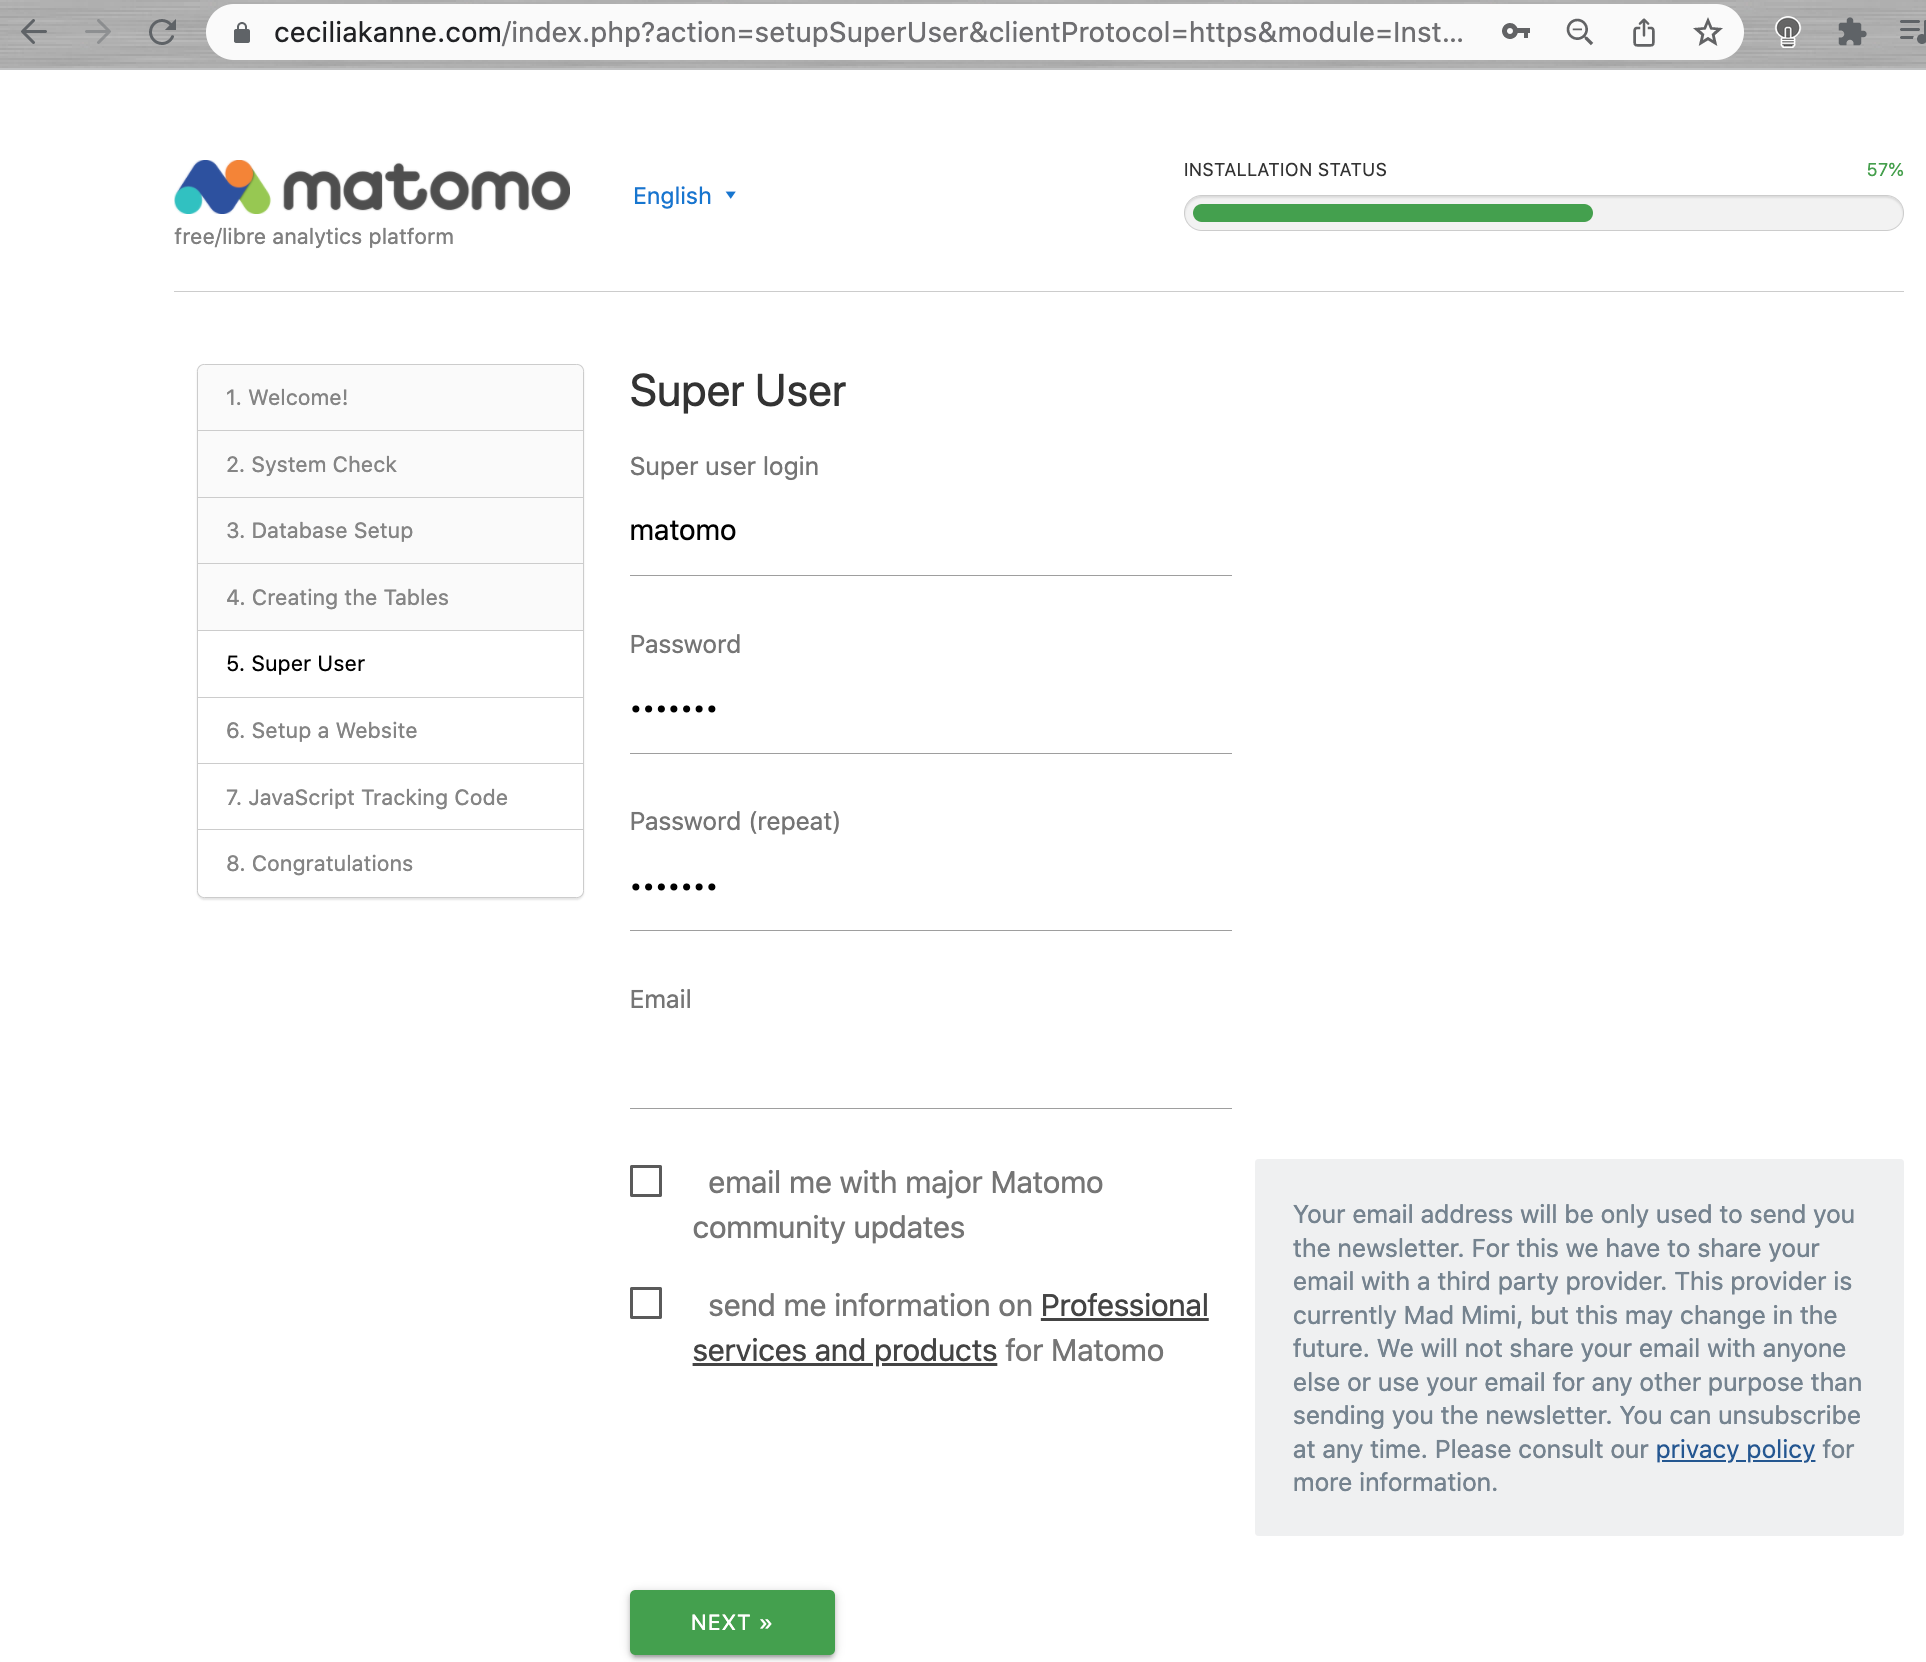 ceciliakanne.com/index.php?action=setupSuperUser&clientProtocol=https&module=Inst...
matomo
free/libre analytics platform
English
INSTALLATION STATUS
57%
1. Welcome!
2. System Check
3. Database Setup
4. Creating the Tables
5. Super User
6. Setup a Website
7. JavaScript Tracking Code
8. Congratulations
Super User
Super user login
matomo
Password
•••••••
Password (repeat)
•••••••
Email
email me with major Matomo
community updates
send me information on Professional
services and products for Matomo
Your email address will be only used to send you
the newsletter. For this we have to share your
email with a third party provider. This provider is
currently Mad Mimi, but this may change in the
future. We will not share your email with anyone
else or use your email for any other purpose than
sending you the newsletter. You can unsubscribe
at any time. Please consult our privacy policy for
more information.
NEXT »